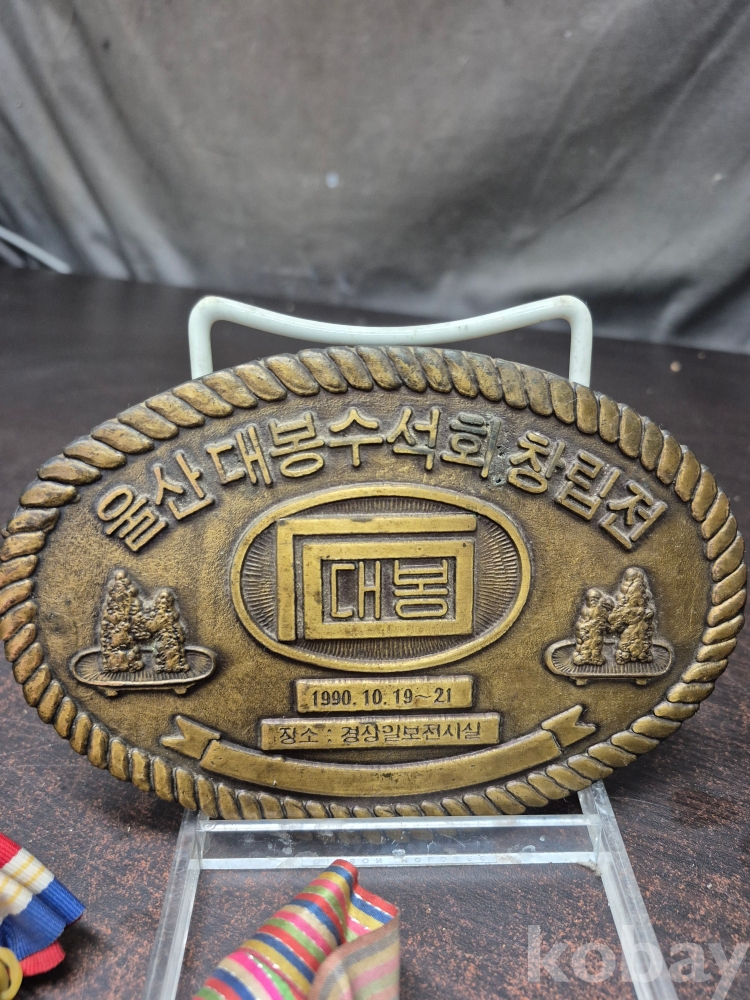 울산 대봉수석회 창립전
대봉
1990. 10. 19~21
장소 : 경상일보전시실
kobay